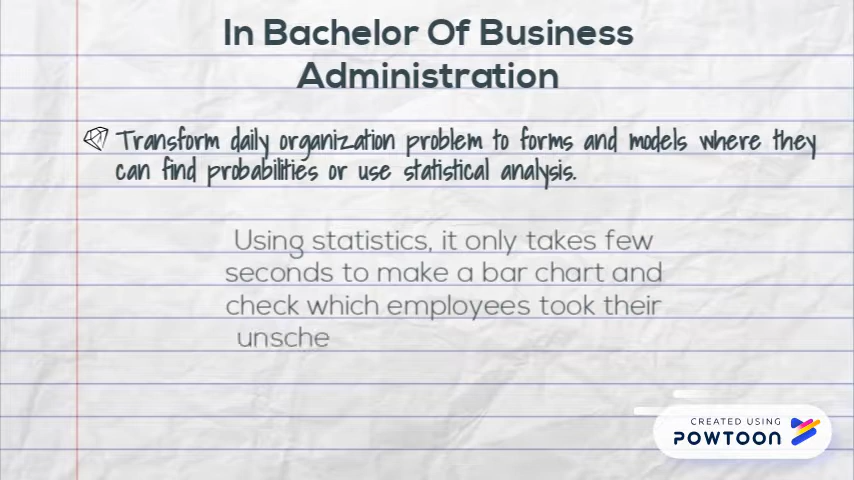 In Bachelor Of Business
Administration
Transform daily organization problem to forms and models where they
can find probabilities or use statistical analysis.
Using statistics, it only takes few
seconds to make a bar chart and
check which employees took their
unsche
CREATED USING
POWTOON